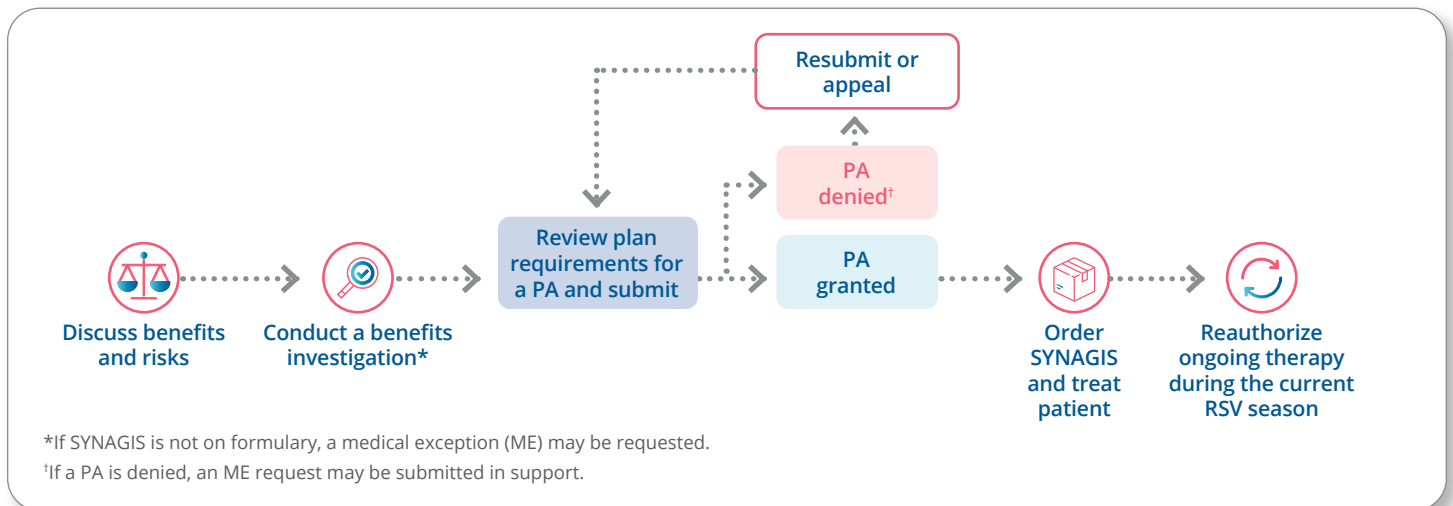 Resubmit or
appeal
PA
denied†
Review plan
requirements for
a PA and submit
PA
granted
Discuss benefits
and risks
Conduct a benefits
investigation*
Order
SYNAGIS
and treat
patient
Reauthorize
ongoing therapy
during the current
RSV season
*If SYNAGIS is not on formulary, a medical exception (ME) may be requested.
†If a PA is denied, an ME request may be submitted in support.